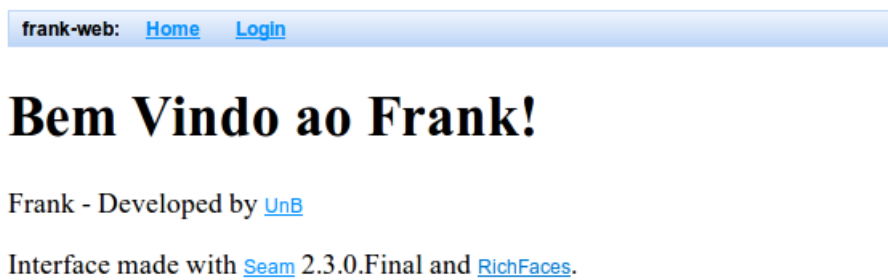 frank-web: Home Login
Bem Vindo ao Frank!
Frank - Developed by UnB
Interface made with Seam 2.3.0.Final and RichFaces.